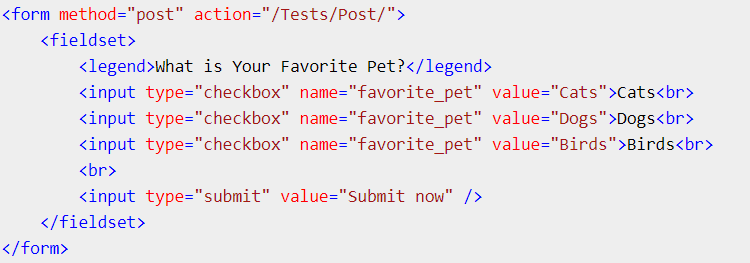 <form method="post" action="/Tests/Post/">
    <fieldset>
        <legend>What is Your Favorite Pet?</legend>
        <input type="checkbox" name="favorite_pet" value="Cats">Cats<br>
        <input type="checkbox" name="favorite_pet" value="Dogs">Dogs<br>
        <input type="checkbox" name="favorite_pet" value="Birds">Birds<br>
        <br>
        <input type="submit" value="Submit now" />
    </fieldset>
</form>